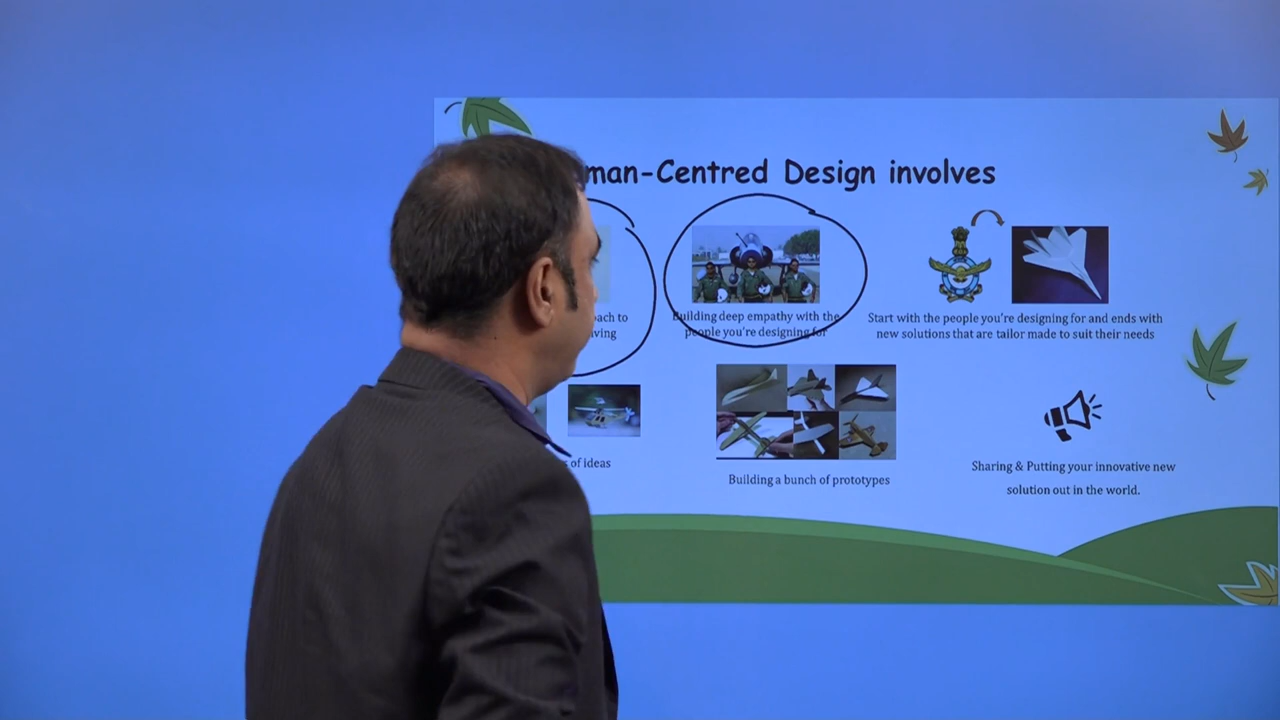 man-Centred Design involves
ach to
ving
Building deep empathy with the
people you're designing for
Start with the people you're designing for and ends with
new solutions that are tailor made to suit their needs
of ideas
Building a bunch of prototypes
Sharing & Putting your innovative new
solution out in the world.